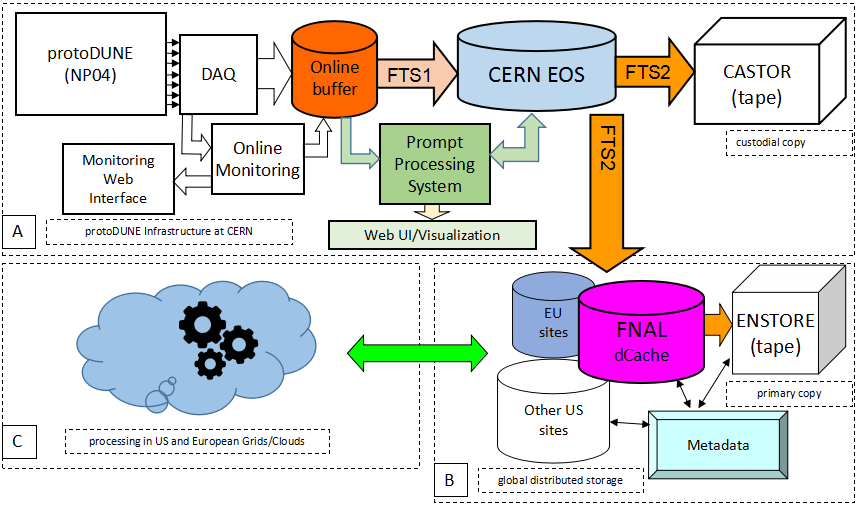 protoDUNE
(NP04)
DAQ
Online
buffer
FTS1
CERN EOS
FTS2
CASTOR
(tape)
custodial copy
FTS2
Online
Monitoring
Prompt
Processing
System
Monitoring
Web
Interface
Web UI/Visualization
A
protoDUNE Infrastructure at CERN
EU
sites
FNAL
dCache
ENSTORE
(tape)
primary copy
Other US
sites
Metadata
B
global distributed storage
C
processing in US and European Grids/Clouds